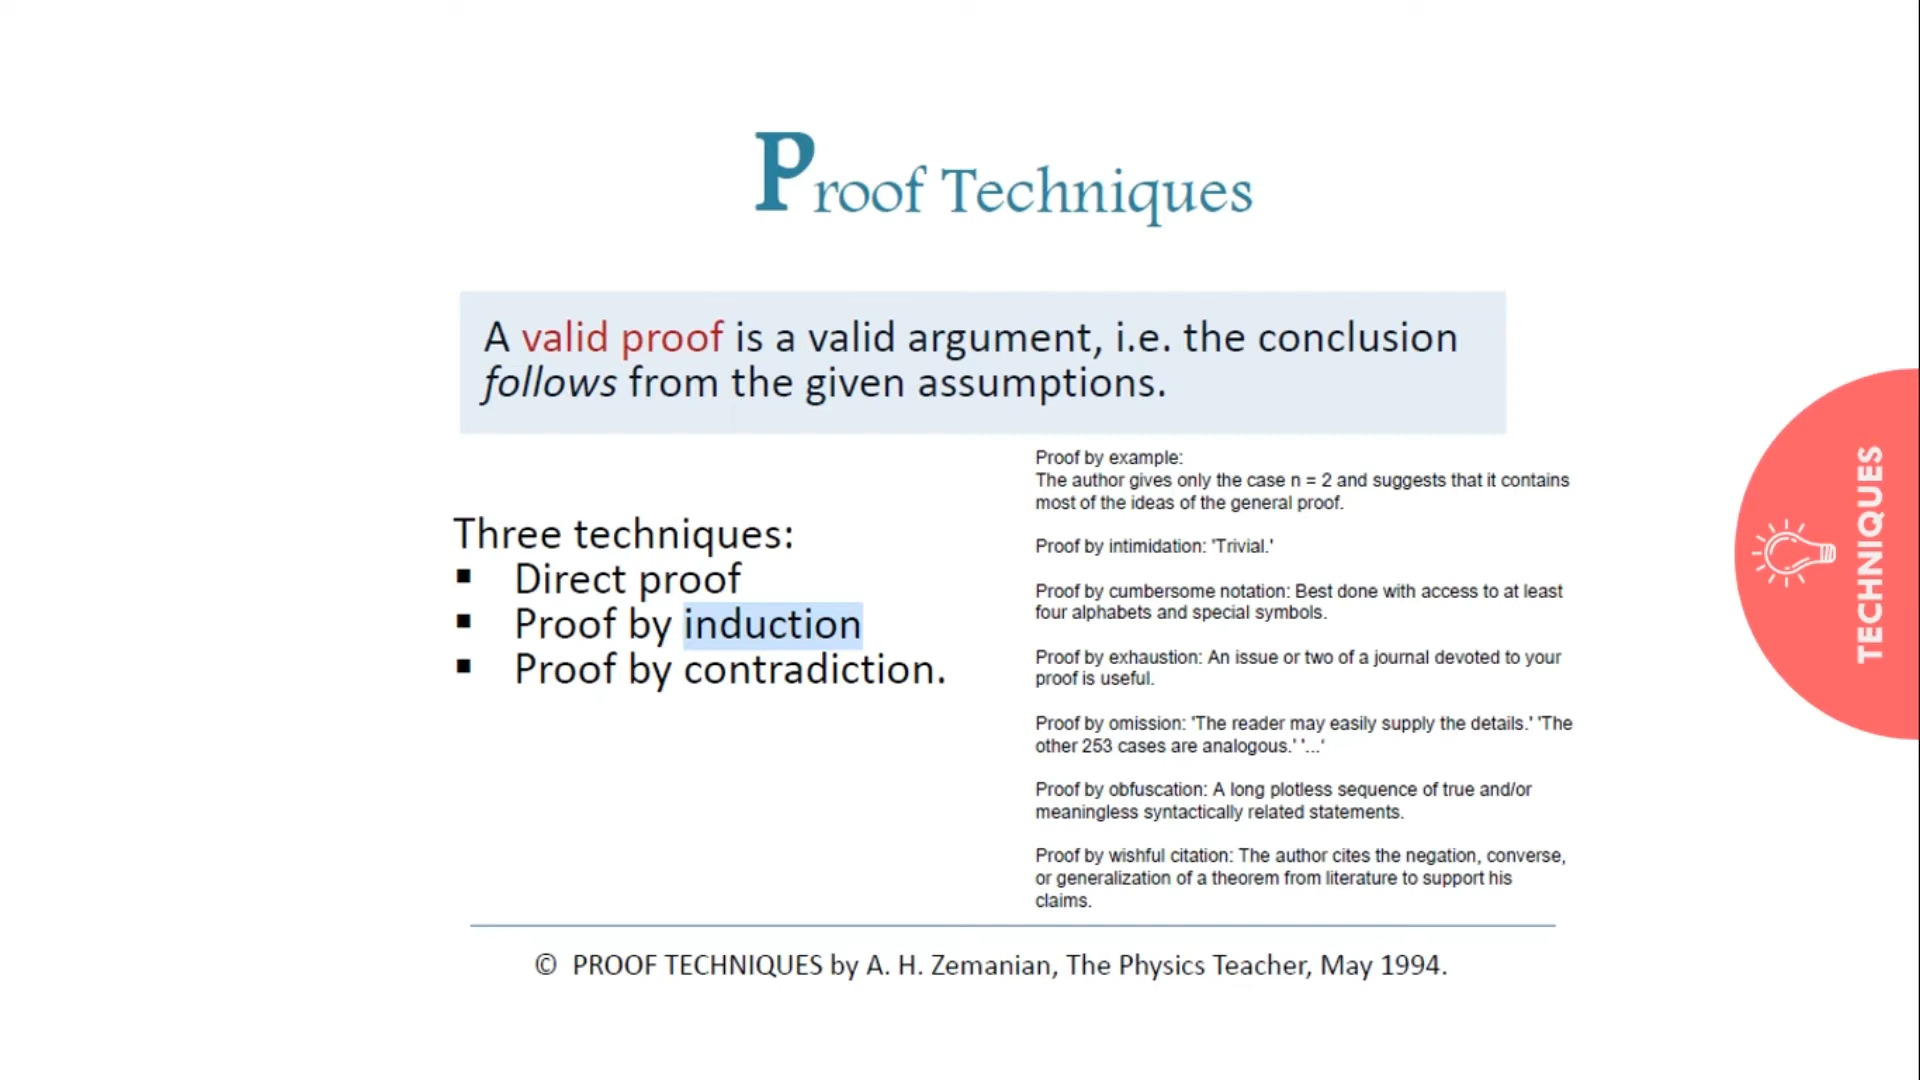 Proof Techniques
A valid proof is a valid argument, i.e. the conclusion
follows from the given assumptions.
Three techniques:
▪ Direct proof
▪ Proof by induction
▪ Proof by contradiction.
Proof by example:
The author gives only the case n = 2 and suggests that it contains
most of the ideas of the general proof.
Proof by intimidation: 'Trivial.'
Proof by cumbersome notation: Best done with access to at least
four alphabets and special symbols.
Proof by exhaustion: An issue or two of a journal devoted to your
proof is useful.
Proof by omission: 'The reader may easily supply the details.' 'The
other 253 cases are analogous.' '...'
Proof by obfuscation: A long plotless sequence of true and/or
meaningless syntactically related statements.
Proof by wishful citation: The author cites the negation, converse,
or generalization of a theorem from literature to support his
claims.
© PROOF TECHNIQUES by A. H. Zemanian, The Physics Teacher, May 1994.
TECHNIQUES